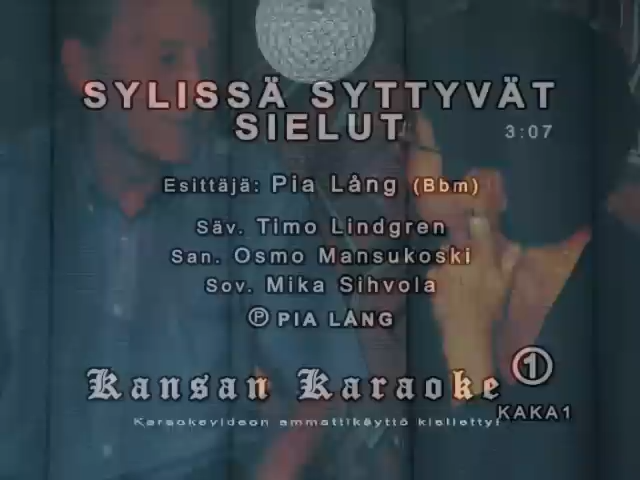 SYLISSÄ SYTTYVÄT
SIELUT
3:07
Esittäjä: Pia Lång (Bbm)
Säv. Timo Lindgren
San. Osmo Mansukoski
Sov. Mika Sihvola
Ⓟ PIA LÅNG
Kansan Karaoke
①
KAKA1
Karaokevideon ammattikäyttö kielletty!